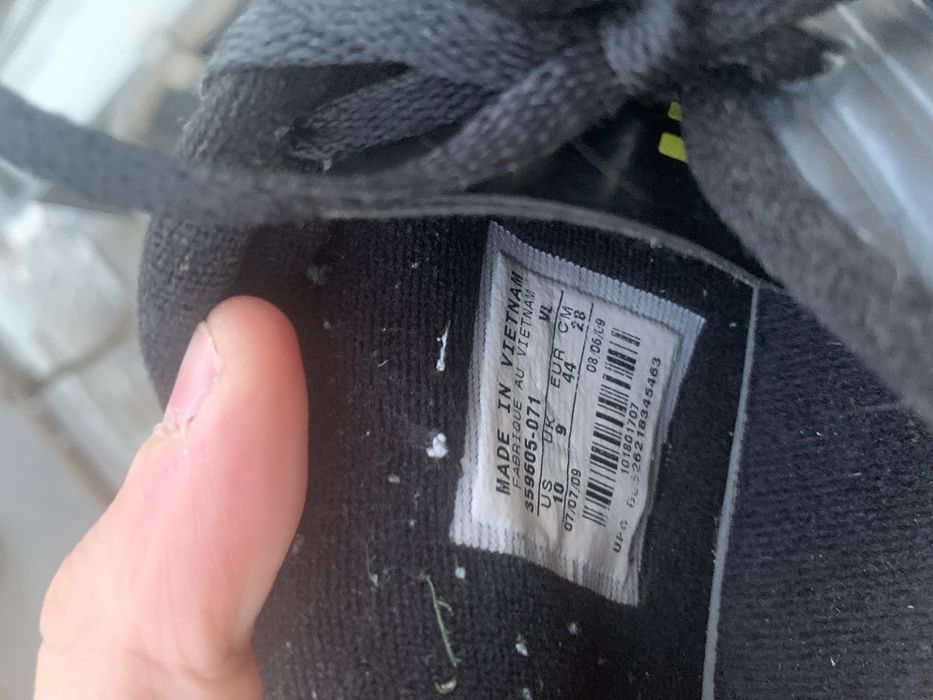 MADE IN VIETNAM
FABRIQUE AU VIETNAM
359605-071 VL
US UK EUR CM
10 9 44 28
07/07/09 08/06/09
101801707
UPC